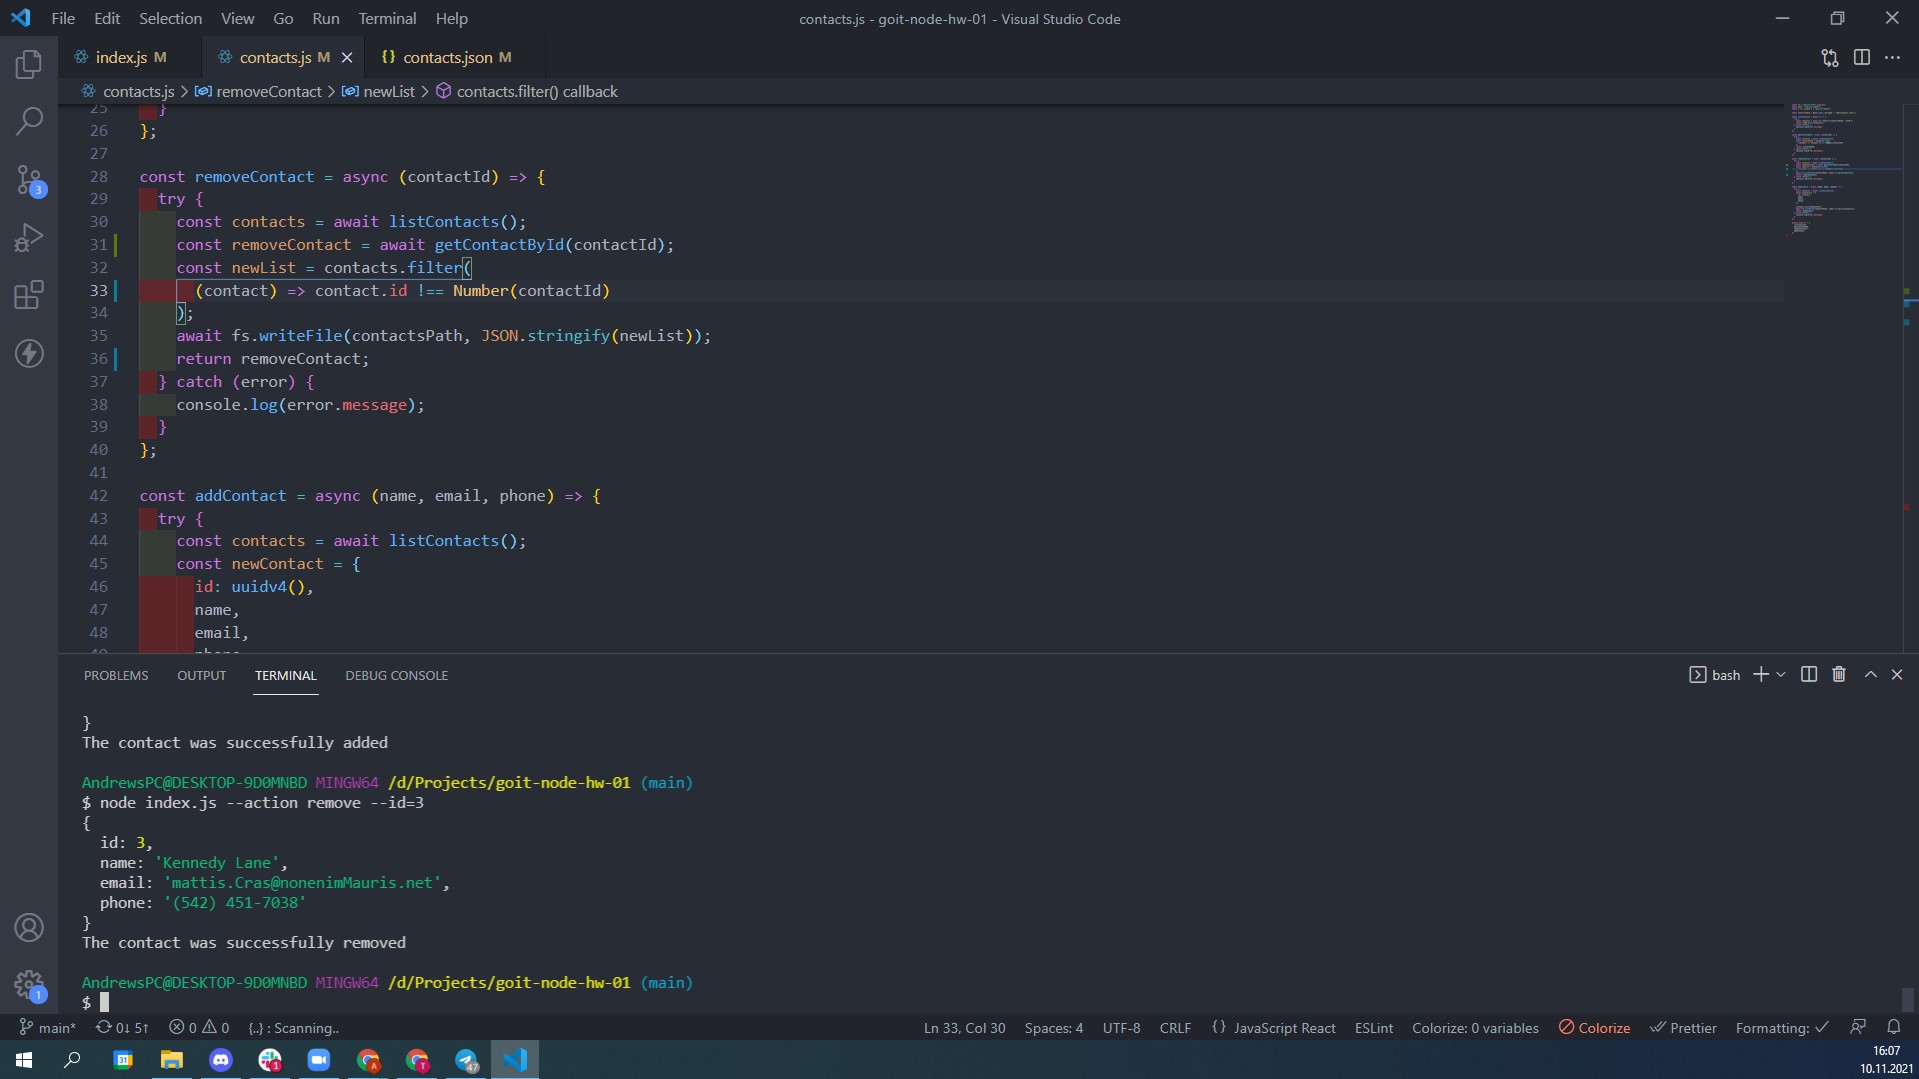 File Edit Selection View Go Run Terminal Help
contacts.js - goit-node-hw-01 - Visual Studio Code
index.js M
contacts.js M
{} contacts.json M
contacts.js > removeContact > newList > contacts.filter() callback
25 }
26 };
27
28 const removeContact = async (contactId) => {
29 try {
30 const contacts = await listContacts();
31 const removeContact = await getContactById(contactId);
32 const newList = contacts.filter(
33 (contact) => contact.id !== Number(contactId)
34 );
35 await fs.writeFile(contactsPath, JSON.stringify(newList));
36 return removeContact;
37 } catch (error) {
38 console.log(error.message);
39 }
40 };
41
42 const addContact = async (name, email, phone) => {
43 try {
44 const contacts = await listContacts();
45 const newContact = {
46 id: uuidv4(),
47 name,
48 email,
3
1
PROBLEMS OUTPUT TERMINAL DEBUG CONSOLE
bash
}
The contact was successfully added
AndrewsPC@DESKTOP-9D0MNBD MINGW64 /d/Projects/goit-node-hw-01 (main)
$ node index.js --action remove --id=3
{
id: 3,
name: 'Kennedy Lane',
email: 'mattis.Cras@nonenimMauris.net',
phone: '(542) 451-7038'
}
The contact was successfully removed
AndrewsPC@DESKTOP-9D0MNBD MINGW64 /d/Projects/goit-node-hw-01 (main)
$
main* 0↓ 5↑ 0 0 {..} : Scanning.. Ln 33, Col 30 Spaces: 4 UTF-8 CRLF {} JavaScript React ESLint Colorize: 0 variables Colorize Prettier Formatting: ✓
31 1 A T 47
16:07
10.11.2021